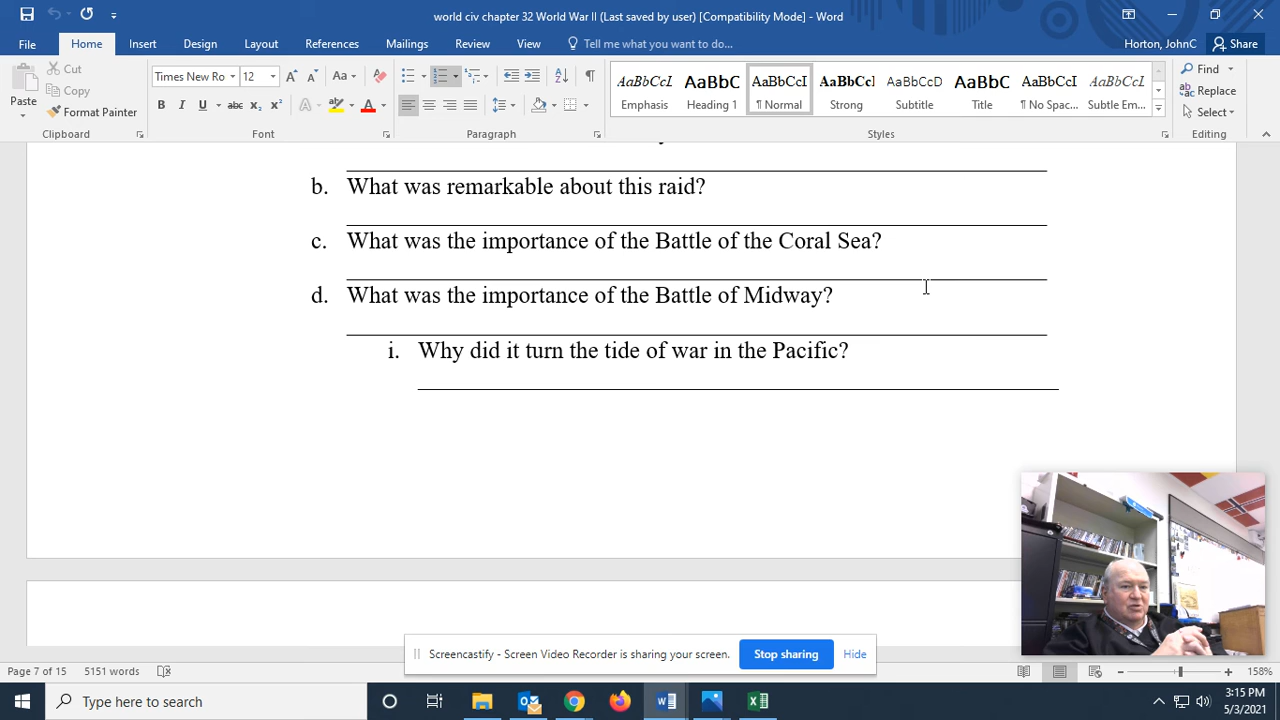 world civ chapter 32 World War II (Last saved by user) [Compatibility Mode] - Word
File Home Insert Design Layout References Mailings Review View Tell me what you want to do... Horton, JohnC Share
Paste
Cut
Copy
Format Painter
Clipboard
Times New Ro 12
Font
Paragraph
AaBbCcI AaBbC AaBbCcI AaBbCcI AaBbCcD AaBbC AaBbCcI AaBbCcI
Emphasis Heading 1 ¶ Normal Strong Subtitle Title ¶ No Spac... Subtle Em...
Styles
Find
Replace
Select
Editing
b. What was remarkable about this raid?
c. What was the importance of the Battle of the Coral Sea?
d. What was the importance of the Battle of Midway?
i. Why did it turn the tide of war in the Pacific?
Screencastify - Screen Video Recorder is sharing your screen. Stop sharing Hide
Page 7 of 15 5151 words 158%
Type here to search
3:15 PM
5/3/2021